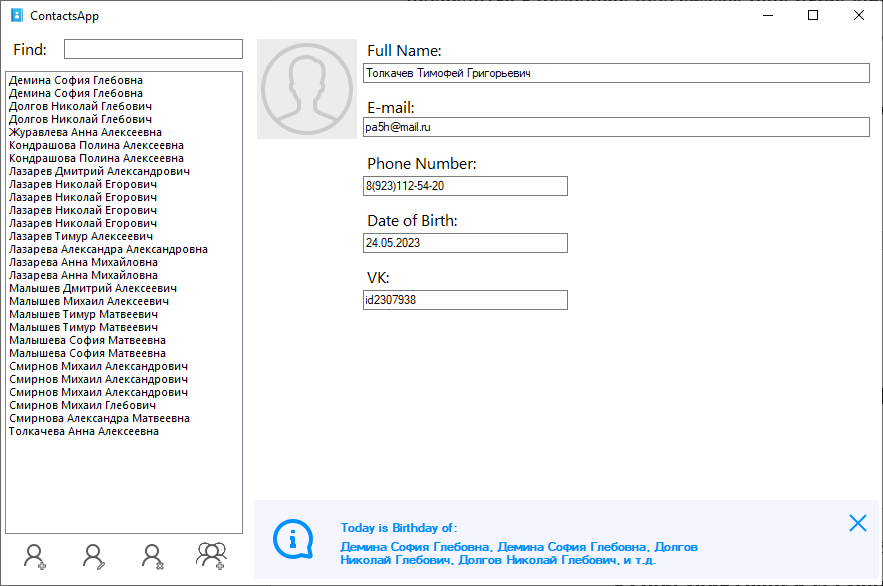 ContactsApp
Find:
Демина София Глебовна
Демина София Глебовна
Долгов Николай Глебович
Долгов Николай Глебович
Журавлева Анна Алексеевна
Кондрашова Полина Алексеевна
Кондрашова Полина Алексеевна
Лазарев Дмитрий Александрович
Лазарев Николай Егорович
Лазарев Николай Егорович
Лазарев Николай Егорович
Лазарев Николай Егорович
Лазарев Тимур Алексеевич
Лазарева Александра Александровна
Лазарева Анна Михайловна
Лазарева Анна Михайловна
Малышев Дмитрий Алексеевич
Малышев Михаил Алексеевич
Малышев Тимур Матвеевич
Малышев Тимур Матвеевич
Малышева София Матвеевна
Малышева София Матвеевна
Смирнов Михаил Александрович
Смирнов Михаил Александрович
Смирнов Михаил Александрович
Смирнов Михаил Глебович
Смирнова Александра Матвеевна
Толкачева Анна Алексеевна
Full Name:
Толкачев Тимофей Григорьевич
E-mail:
pa5h@mail.ru
Phone Number:
8(923)112-54-20
Date of Birth:
24.05.2023
VK:
id2307938
Today is Birthday of:
Демина София Глебовна, Демина София Глебовна, Долгов
Николай Глебович, Долгов Николай Глебович, и т.д.